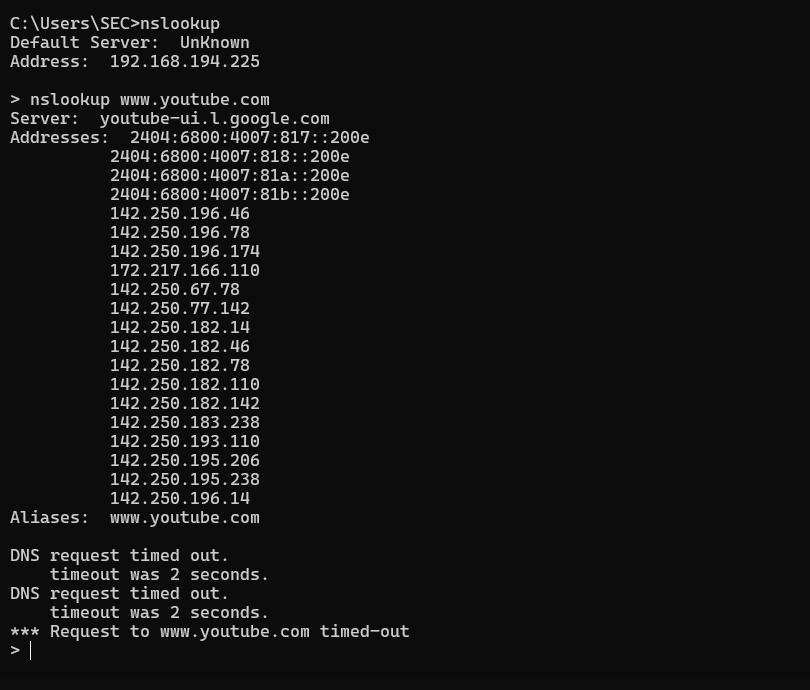 C:\Users\SEC>nslookup
Default Server:  UnKnown
Address:  192.168.194.225
> nslookup www.youtube.com
Server:  youtube-ui.l.google.com
Addresses:  2404:6800:4007:817::200e
2404:6800:4007:818::200e
2404:6800:4007:81a::200e
2404:6800:4007:81b::200e
142.250.196.46
142.250.196.78
142.250.196.174
172.217.166.110
142.250.67.78
142.250.77.142
142.250.182.14
142.250.182.46
142.250.182.78
142.250.182.110
142.250.182.142
142.250.183.238
142.250.193.110
142.250.195.206
142.250.195.238
142.250.196.14
Aliases:  www.youtube.com
DNS request timed out.
timeout was 2 seconds.
DNS request timed out.
timeout was 2 seconds.
*** Request to www.youtube.com timed-out
>